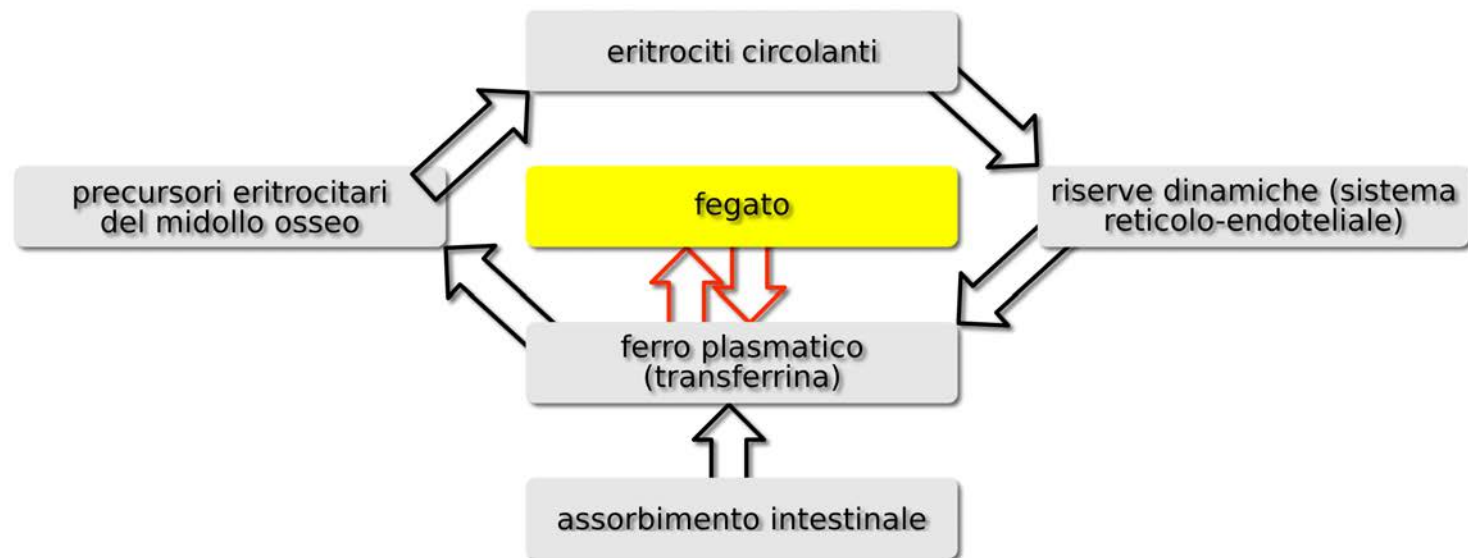 eritrociti circolanti
precursori eritrocitari
del midollo osseo
fegato
riserve dinamiche (sistema
reticolo-endoteliale)
ferro plasmatico
(transferrina)
assorbimento intestinale